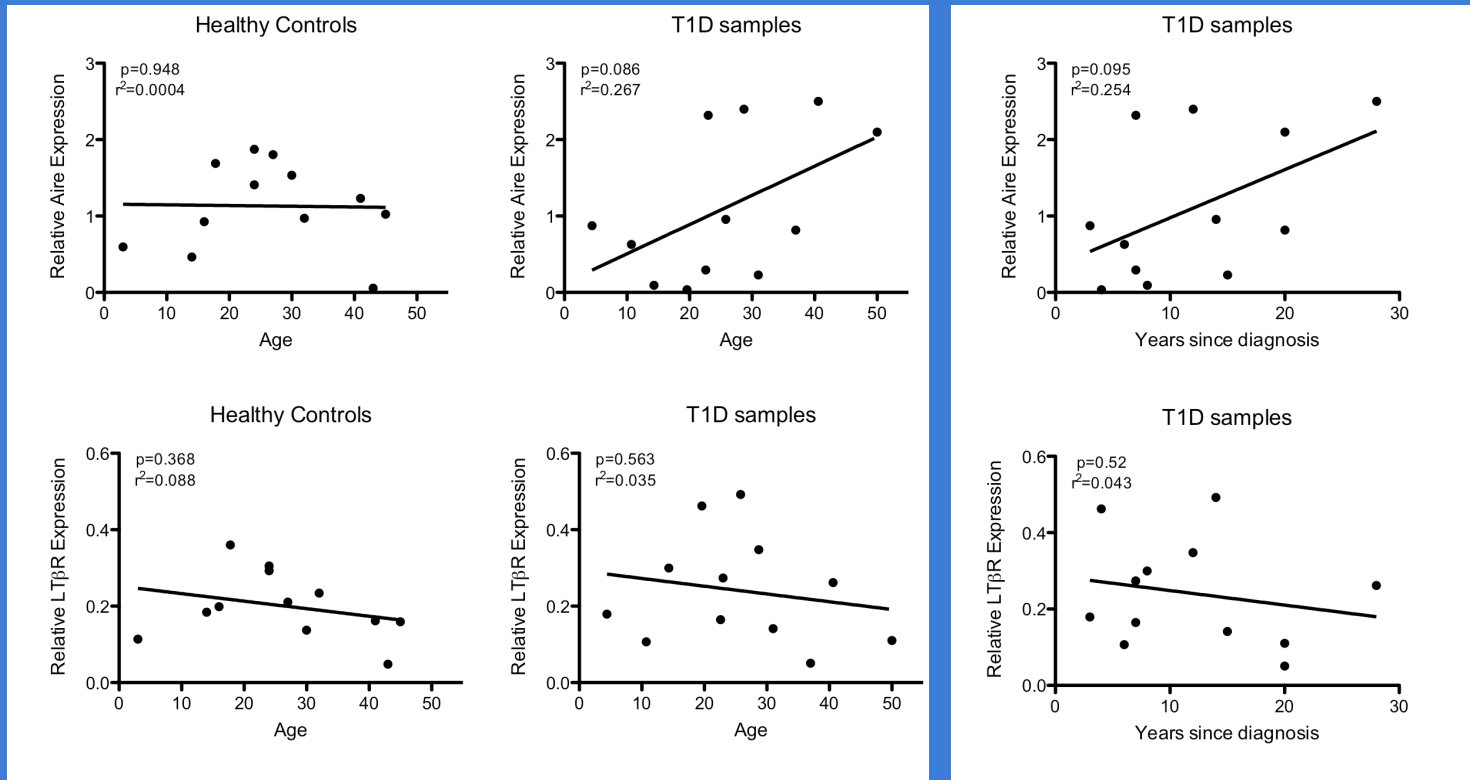 Healthy Controls
p=0.948
r²=0.0004
Relative Aire Expression
3
2
1
0
0 10 20 30 40 50
Age
T1D samples
p=0.086
r²=0.267
Relative Aire Expression
3
2
1
0
0 10 20 30 40 50
Age
T1D samples
p=0.095
r²=0.254
Relative Aire Expression
3
2
1
0
0 10 20 30
Years since diagnosis
Healthy Controls
p=0.368
r²=0.088
Relative LTβR Expression
0.6
0.4
0.2
0.0
0 10 20 30 40 50
Age
T1D samples
p=0.563
r²=0.035
Relative LTβR Expression
0.6
0.4
0.2
0.0
0 10 20 30 40 50
Age
T1D samples
p=0.52
r²=0.043
Relative LTβR Expression
0.6
0.4
0.2
0.0
0 10 20 30
Years since diagnosis